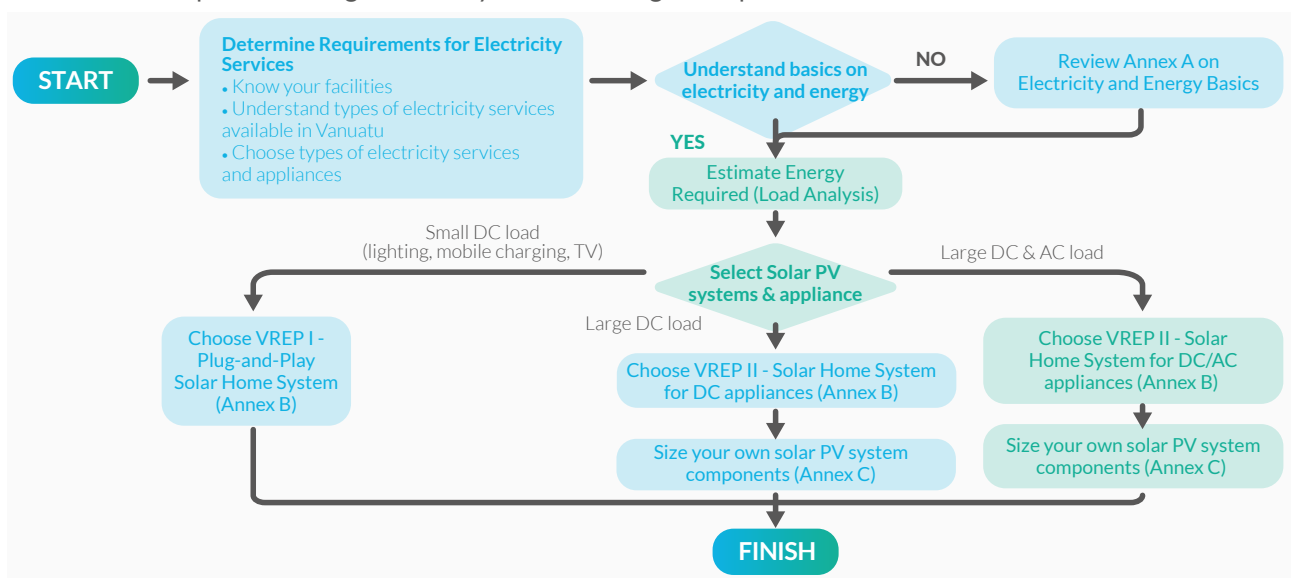 START
Determine Requirements for Electricity
Services
• Know your facilities
• Understand types of electricity services
available in Vanuatu
• Choose types of electricity services
and appliances
Understand basics on
electricity and energy
NO
Review Annex A on
Electricity and Energy Basics
YES
Estimate Energy
Required (Load Analysis)
Small DC load
(lighting, mobile charging, TV)
Select Solar PV
systems & appliance
Large DC & AC load
Large DC load
Choose VREP I -
Plug-and-Play
Solar Home System
(Annex B)
Choose VREP II - Solar Home System
for DC appliances (Annex B)
Choose VREP II - Solar
Home System for DC/AC
appliances (Annex B)
Size your own solar PV system
components (Annex C)
Size your own solar PV system
components (Annex C)
FINISH